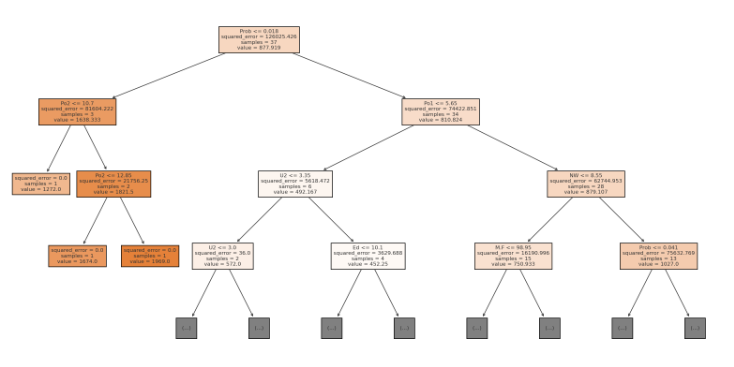 Prob <= 0.018
squared_error = 126025.426
samples = 37
value = 877.919
Po2 <= 10.7
squared_error = 81604.222
samples = 3
value = 1638.333
Po1 <= 5.65
squared_error = 74422.851
samples = 34
value = 810.824
squared_error = 0.0
samples = 1
value = 1272.0
Po2 <= 12.85
squared_error = 21756.25
samples = 2
value = 1821.5
U2 <= 3.35
squared_error = 5618.472
samples = 6
value = 492.167
NW <= 8.55
squared_error = 62744.953
samples = 28
value = 879.107
squared_error = 0.0
samples = 1
value = 1674.0
squared_error = 0.0
samples = 1
value = 1969.0
U2 <= 3.0
squared_error = 36.0
samples = 2
value = 572.0
Ed <= 10.1
squared_error = 3629.688
samples = 4
value = 452.25
M.F <= 98.95
squared_error = 16190.996
samples = 15
value = 750.933
Prob <= 0.041
squared_error = 75632.769
samples = 13
value = 1027.0
(...)
(...)
(...)
(...)
(...)
(...)
(...)
(...)